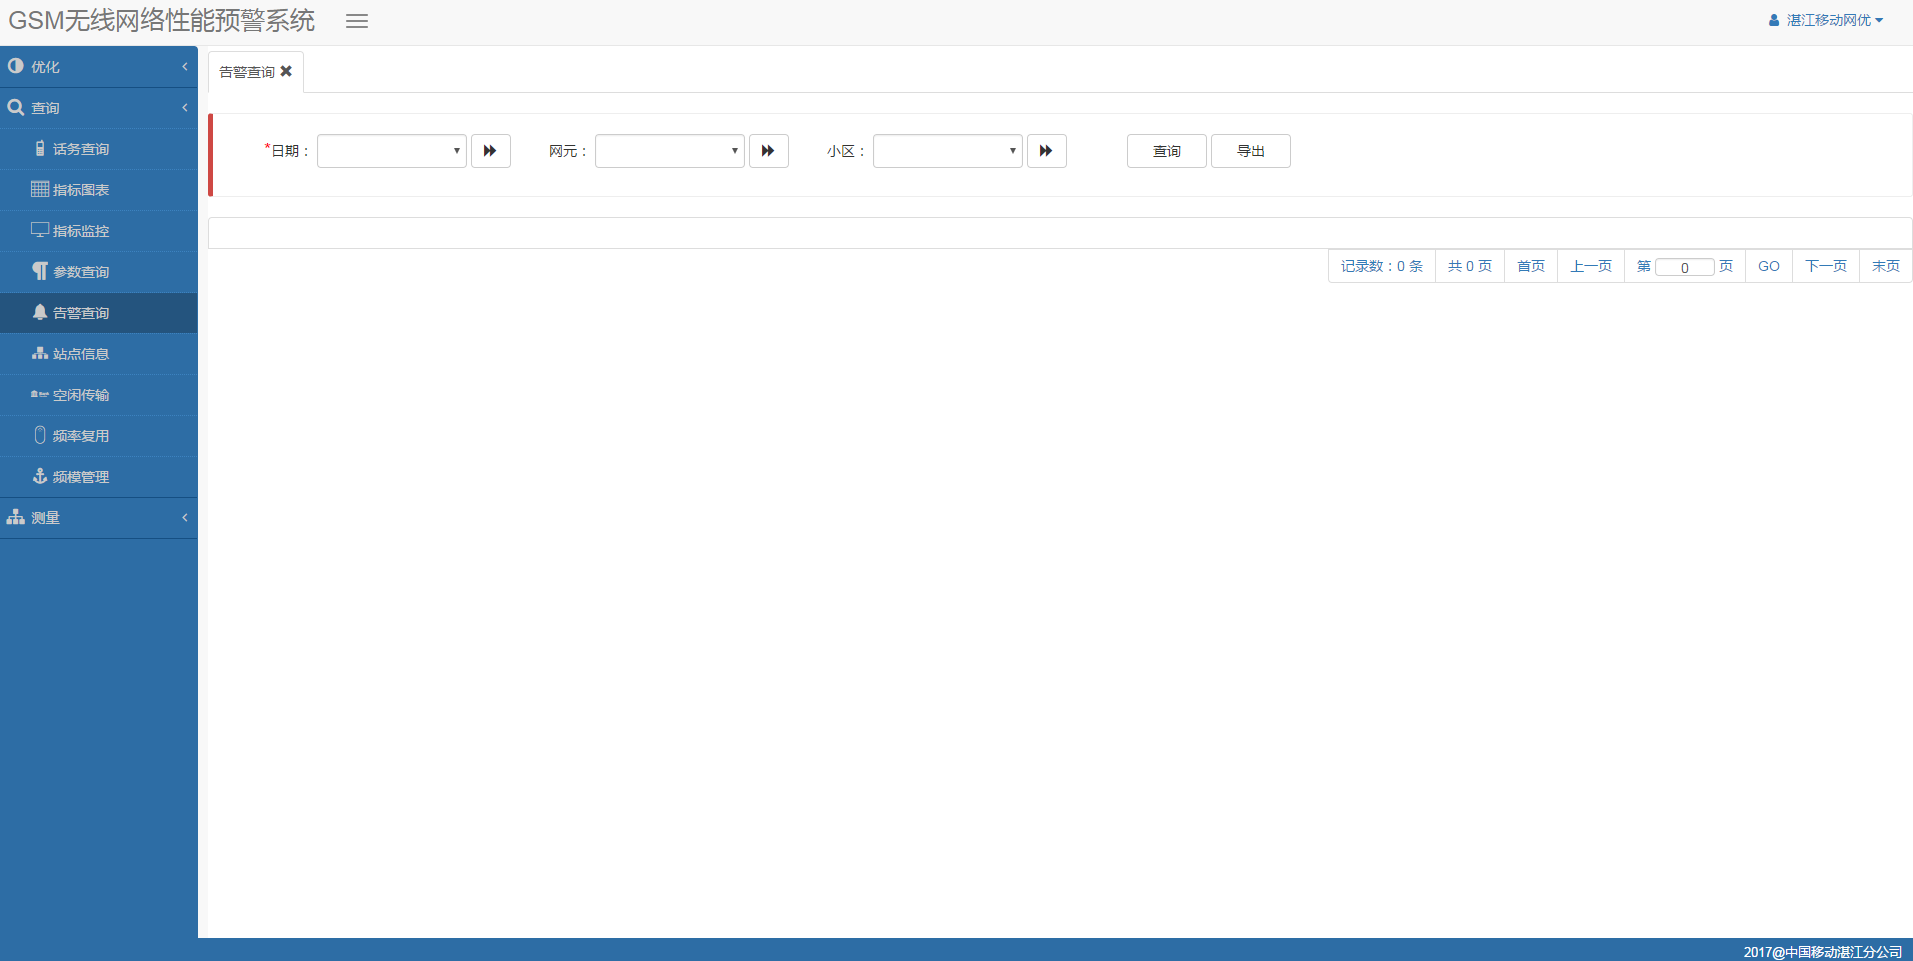 GSM无线网络性能预警系统
湛江移动网优
优化
查询
话务查询
指标图表
指标监控
参数查询
告警查询
站点信息
空闲传输
频率复用
频模管理
测量
告警查询
*日期： 网元： 小区： 查询 导出
记录数：0 条 共 0 页 首页 上一页 第 0 页 GO 下一页 末页
2017@中国移动湛江分公司